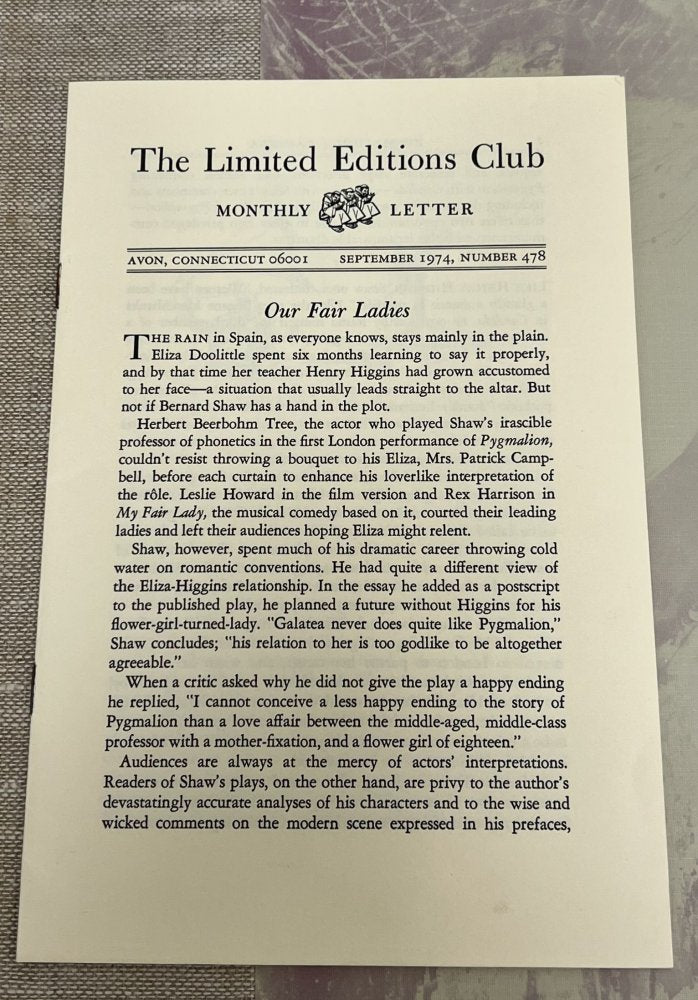 The Limited Editions Club
MONTHLY LETTER
AVON, CONNECTICUT 06001 SEPTEMBER 1974, NUMBER 478
Our Fair Ladies
THE RAIN in Spain, as everyone knows, stays mainly in the plain.
Eliza Doolittle spent six months learning to say it properly,
and by that time her teacher Henry Higgins had grown accustomed
to her face—a situation that usually leads straight to the altar. But
not if Bernard Shaw has a hand in the plot.
Herbert Beerbohm Tree, the actor who played Shaw's irascible
professor of phonetics in the first London performance of Pygmalion,
couldn't resist throwing a bouquet to his Eliza, Mrs. Patrick Camp-
bell, before each curtain to enhance his loverlike interpretation of
the rôle. Leslie Howard in the film version and Rex Harrison in
My Fair Lady, the musical comedy based on it, courted their leading
ladies and left their audiences hoping Eliza might relent.
Shaw, however, spent much of his dramatic career throwing cold
water on romantic conventions. He had quite a different view of
the Eliza-Higgins relationship. In the essay he added as a postscript
to the published play, he planned a future without Higgins for his
flower-girl-turned-lady. "Galatea never does quite like Pygmalion,"
Shaw concludes; "his relation to her is too godlike to be altogether
agreeable."
When a critic asked why he did not give the play a happy ending
he replied, "I cannot conceive a less happy ending to the story of
Pygmalion than a love affair between the middle-aged, middle-class
professor with a mother-fixation, and a flower girl of eighteen."
Audiences are always at the mercy of actors' interpretations.
Readers of Shaw's plays, on the other hand, are privy to the author's
devastatingly accurate analyses of his characters and to the wise and
wicked comments on the modern scene expressed in his prefaces,